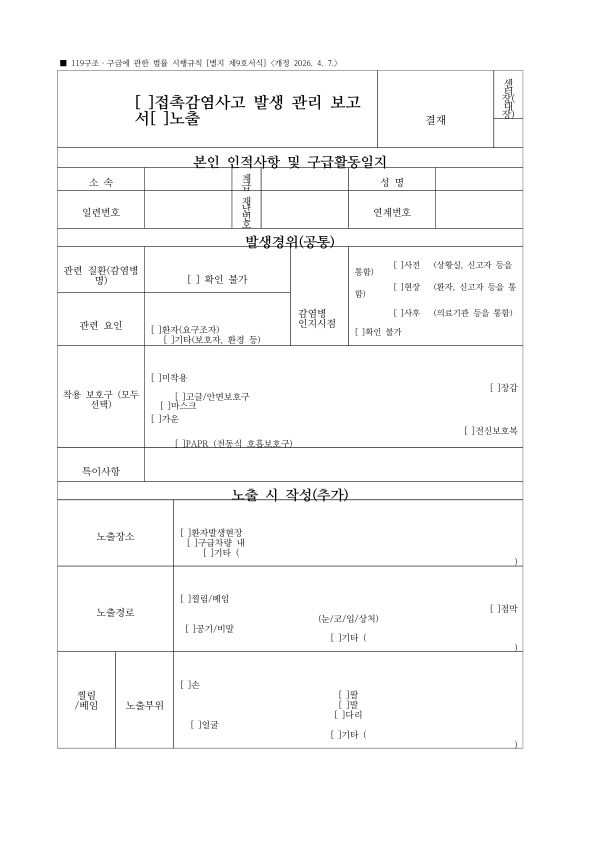 ■ 119구조ㆍ구급에 관한 법률 시행규칙 [별지 제9호서식] <개정 2026. 4. 7.>
[ ]접촉감염사고 발생 관리 보고
서[ ]노출
결재
센터장(대장)
본인 인적사항 및 구급활동일지
소 속
계급
성 명
일련번호
재난번호
연계번호
발생경위(공통)
관련 질환(감염병
명)
[ ] 확인 불가
감염병
인지시점
[ ]사전 (상황실, 신고자 등을
통함)
[ ]현장 (환자, 신고자 등을 통
함)
[ ]사후 (의료기관 등을 통함)
[ ]확인 불가
관련 요인
[ ]환자(요구조자)
[ ]기타(보호자, 환경 등)
착용 보호구 (모두
선택)
[ ]미착용
[ ]장갑
[ ]고글/안면보호구
[ ]마스크
[ ]가운
[ ]전신보호복
[ ]PAPR (전동식 호흡보호구)
특이사항
노출 시 작성(추가)
노출장소
[ ]환자발생현장
[ ]구급차량 내
[ ]기타 (
)
노출경로
[ ]찔림/베임
[ ]점막
(눈/코/입/상처)
[ ]공기/비말
[ ]기타 (
)
찔림
/베임
노출부위
[ ]손
[ ]팔
[ ]발
[ ]다리
[ ]얼굴
[ ]기타 (
)